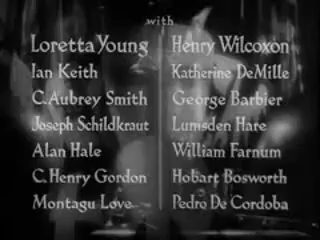 with
Loretta Young
Ian Keith
C. Aubrey Smith
Joseph Schildkraut
Alan Hale
C. Henry Gordon
Montagu Love
Henry Wilcoxon
Katherine DeMille
George Barbier
Lumsden Hare
William Farnum
Hobart Bosworth
Pedro De Cordoba